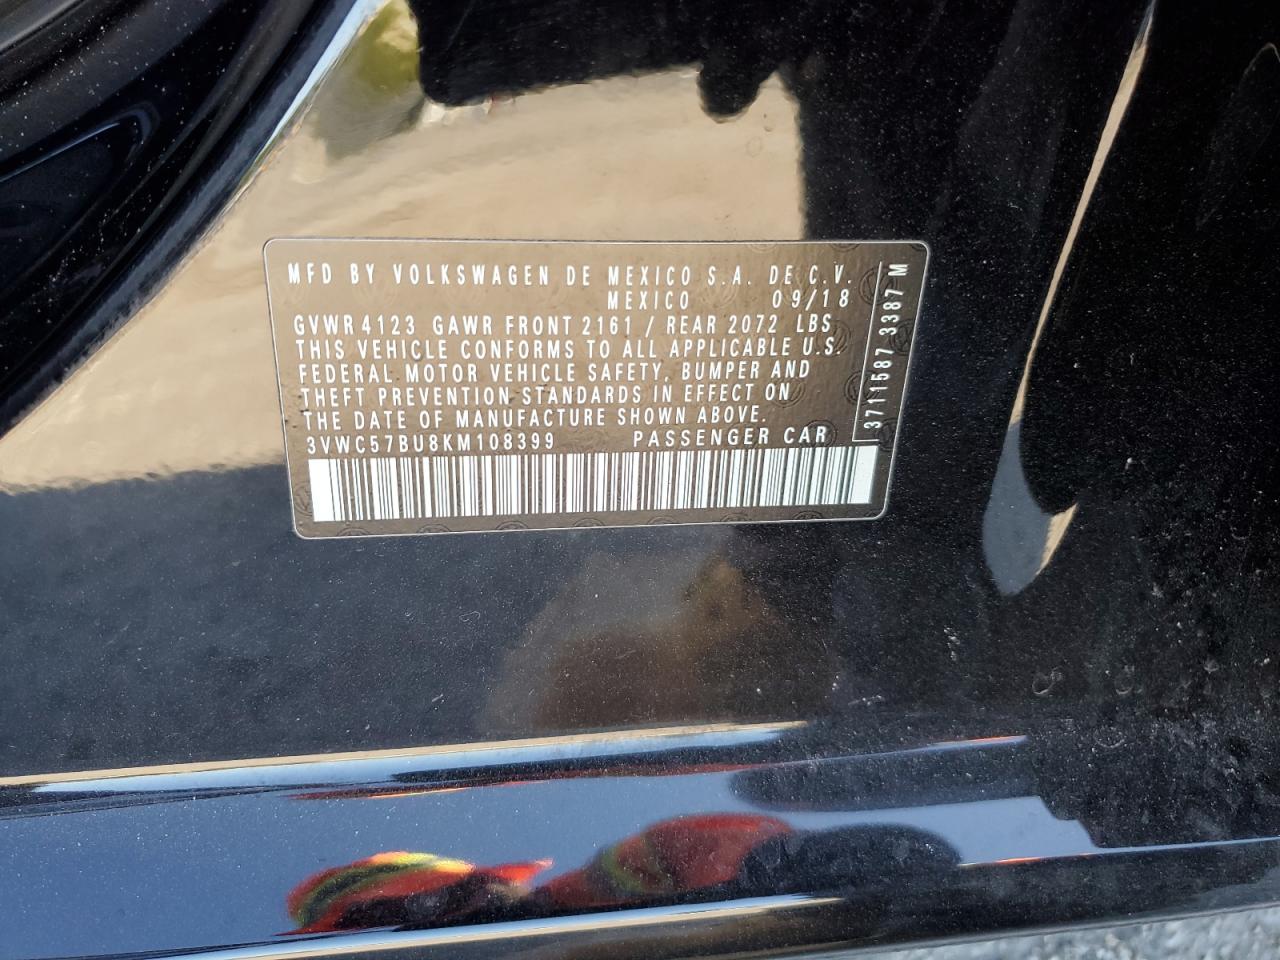 MFD BY VOLKSWAGEN DE MEXICO S.A. DE C.V.
MEXICO 09/18
GVWR 4123 GAWR FRONT 2161 / REAR 2072 LBS
THIS VEHICLE CONFORMS TO ALL APPLICABLE U.S.
FEDERAL MOTOR VEHICLE SAFETY, BUMPER AND
THEFT PREVENTION STANDARDS IN EFFECT ON
THE DATE OF MANUFACTURE SHOWN ABOVE.
3VWC57BU8KM108399 PASSENGER CAR
3711587 3387 M